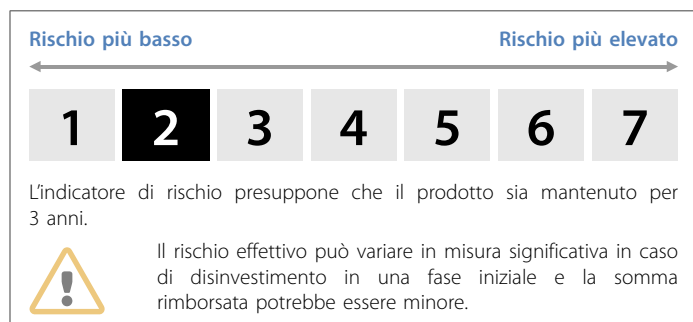 Rischio più basso Rischio più elevato
1 2 3 4 5 6 7
L'indicatore di rischio presuppone che il prodotto sia mantenuto per
3 anni.
Il rischio effettivo può variare in misura significativa in caso
di disinvestimento in una fase iniziale e la somma
rimborsata potrebbe essere minore.